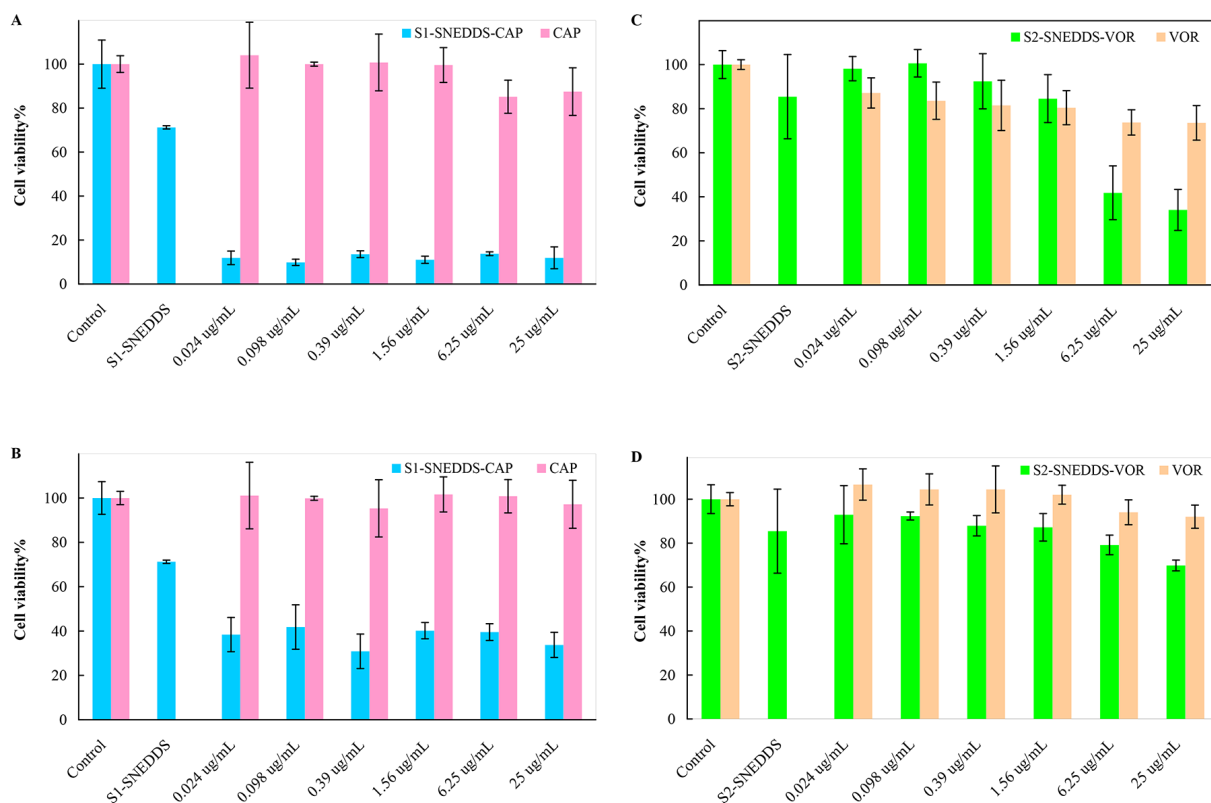 A
S1-SNEDDS-CAP CAP
Cell viability%
100
80
60
40
20
0
Control
S1-SNEDDS
0.024 ug/mL
0.098 ug/mL
0.39 ug/mL
1.56 ug/mL
6.25 ug/mL
25 ug/mL
C
S2-SNEDDS-VOR VOR
Cell viability%
100
80
60
40
20
0
Control
S2-SNEDDS
0.024 ug/mL
0.098 ug/mL
0.39 ug/mL
1.56 ug/mL
6.25 ug/mL
25 ug/mL
B
S1-SNEDDS-CAP CAP
Cell viability%
100
80
60
40
20
0
Control
S1-SNEDDS
0.024 ug/mL
0.098 ug/mL
0.39 ug/mL
1.56 ug/mL
6.25 ug/mL
25 ug/mL
D
S2-SNEDDS-VOR VOR
Cell viability%
100
80
60
40
20
0
Control
S2-SNEDDS
0.024 ug/mL
0.098 ug/mL
0.39 ug/mL
1.56 ug/mL
6.25 ug/mL
25 ug/mL